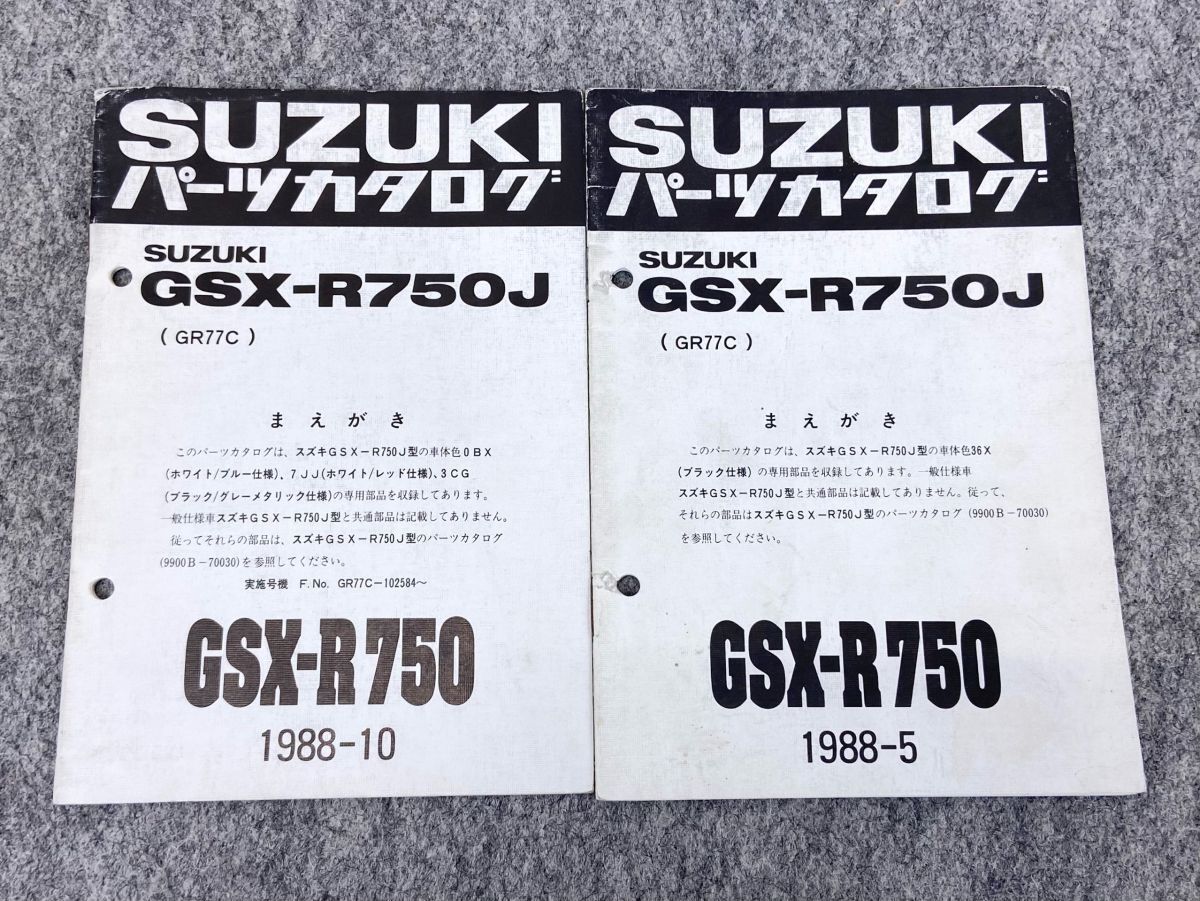 SUZUKI
パーツカタログ
SUZUKI
GSX-R750J
( GR77C )
まえがき
このパーツカタログは、スズキGSX-R750J型の車体色0BX
(ホワイト/ブルー仕様)、7JJ(ホワイト/レッド仕様)、3CG
(ブラック/グレーメタリック仕様)の専用部品を収録してあります。
一般仕様車スズキGSX-R750J型と共通部品は記載してありません。
従ってそれらの部品は、スズキGSX-R750J型のパーツカタログ
(9900B-70030)を参照してください。
実施号機 F.No. GR77C-102584~
GSX-R750
1988-10
SUZUKI
パーツカタログ
SUZUKI
GSX-R750J
( GR77C )
まえがき
このパーツカタログは、スズキGSX-R750J型の車体色36X
(ブラック仕様)の専用部品を収録してあります。一般仕様車
スズキGSX-R750J型と共通部品は記載してありません。従って、
それらの部品はスズキGSX-R750J型のパーツカタログ(9900B-70030)
を参照してください。
GSX-R750
1988-5